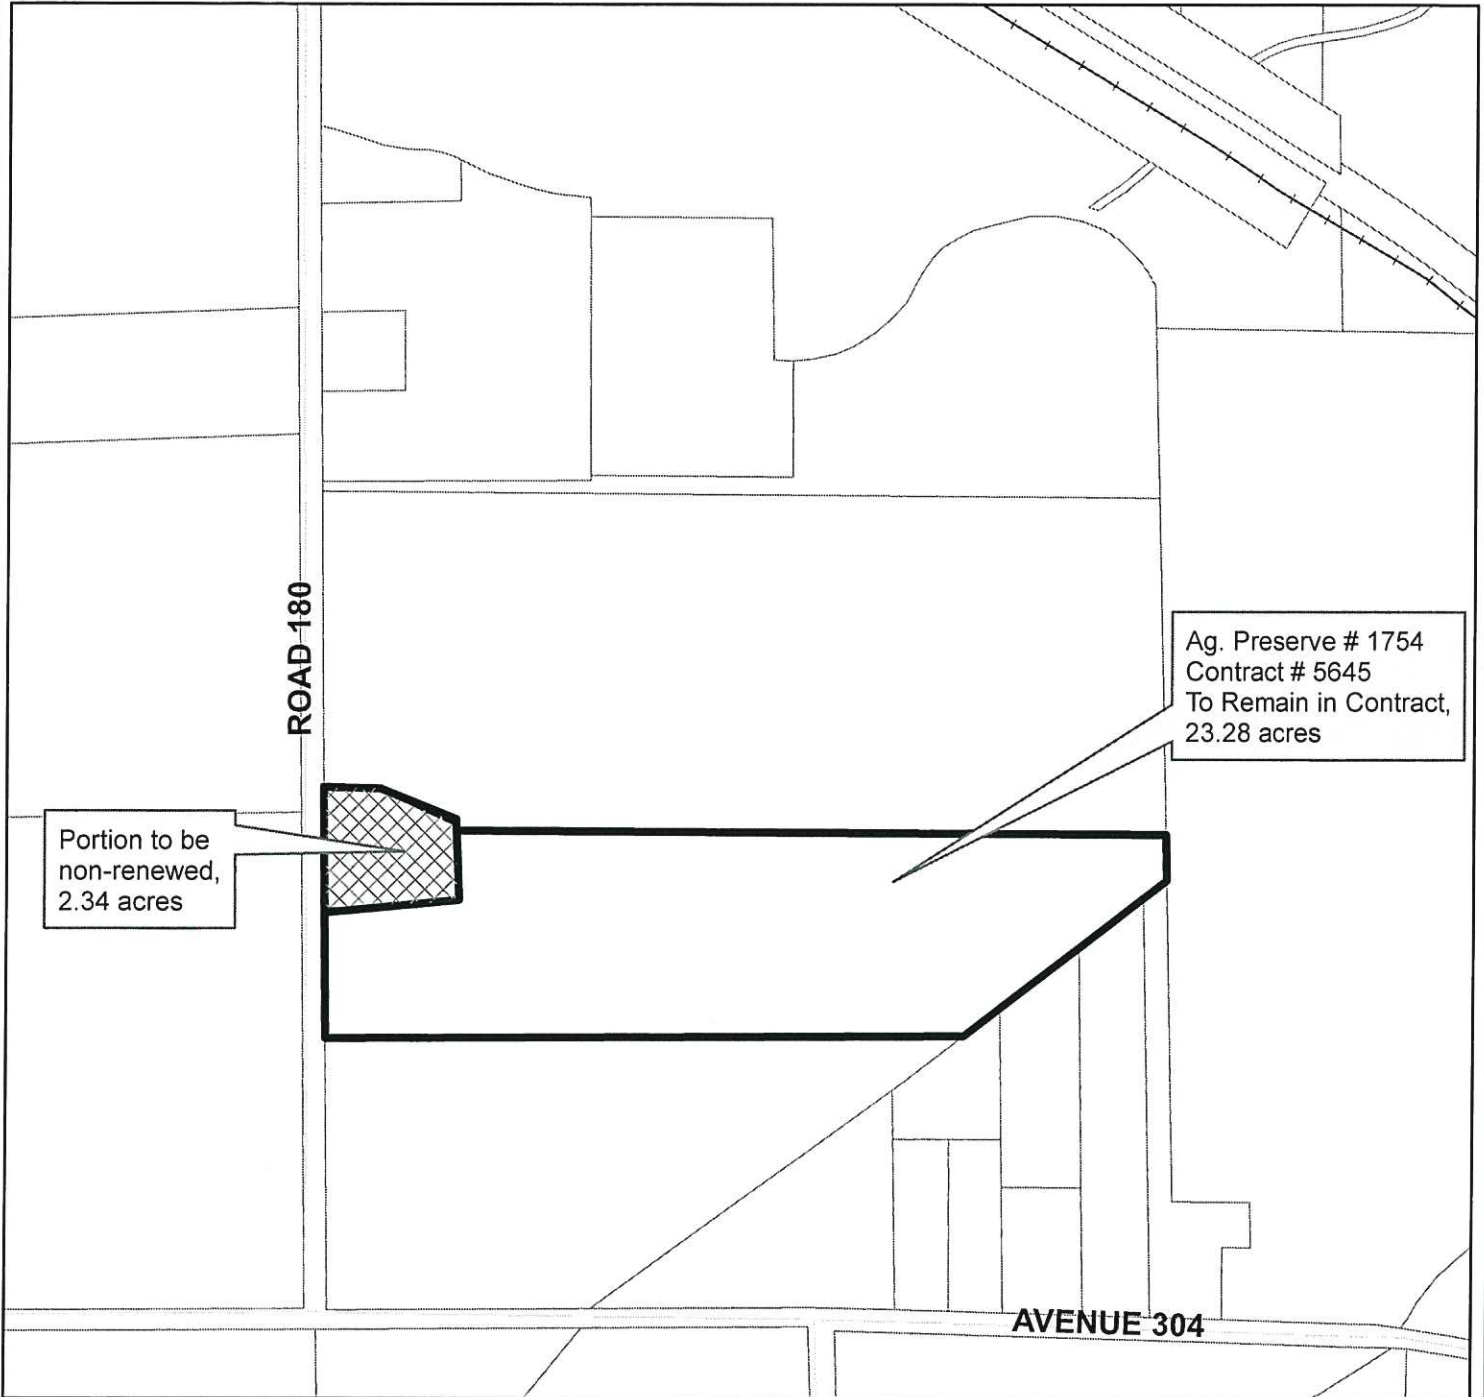 ROAD 180
Ag. Preserve # 1754
Contract # 5645
To Remain in Contract,
23.28 acres
Portion to be
non-renewed,
2.34 acres
AVENUE 304